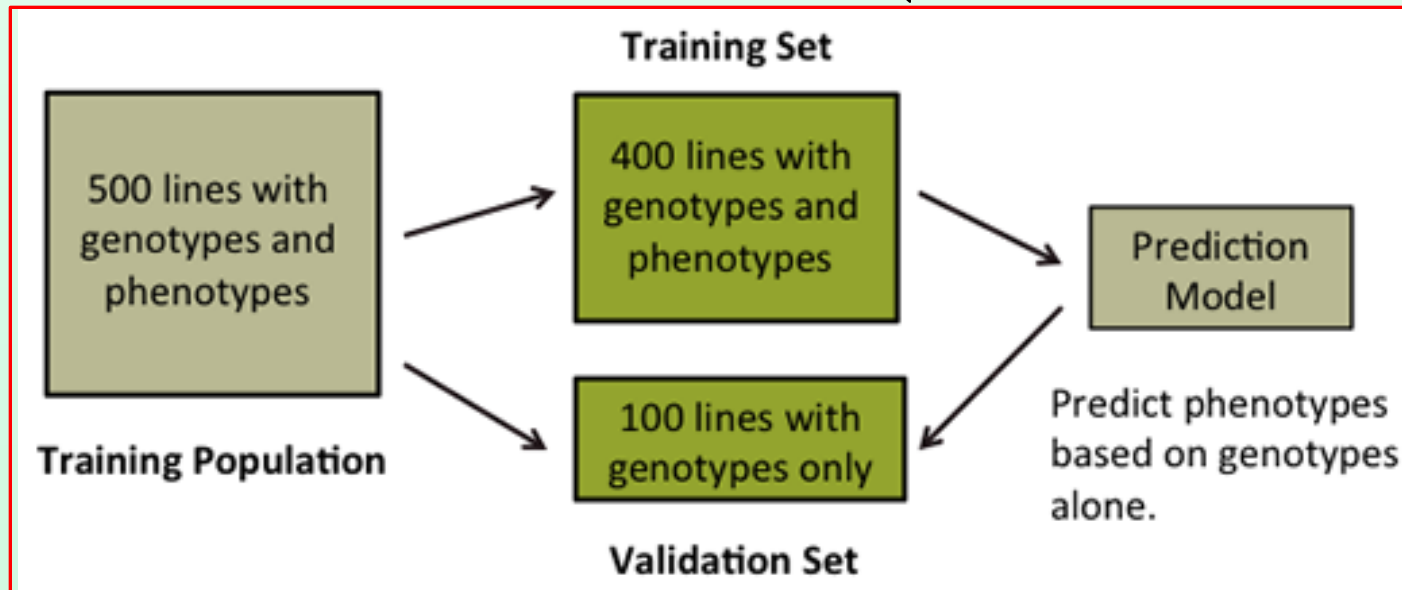 Training Set
500 lines with
genotypes and
phenotypes
Training Population
400 lines with
genotypes and
phenotypes
100 lines with
genotypes only
Validation Set
Prediction
Model
Predict phenotypes
based on genotypes
alone.